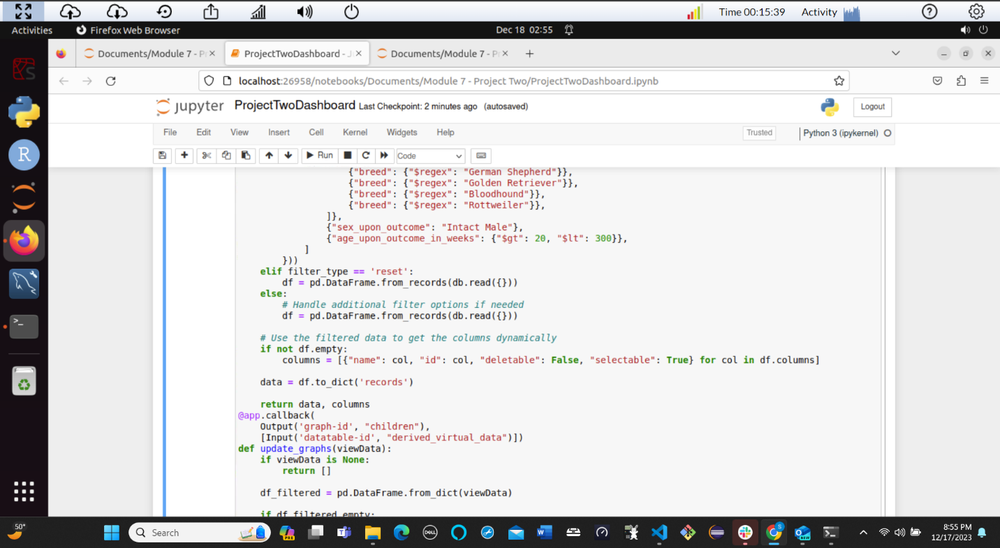 Time 00:15:39
Activity
Activities
Firefox Web Browser
Dec 18 02:55
Documents/Module 7 - P
ProjectTwoDashboard - J
Documents/Module 7 - P
localhost:26958/notebooks/Documents/Module 7 - Project Two/ProjectTwoDashboard.ipynb
jupyter ProjectTwoDashboard Last Checkpoint: 2 minutes ago (autosaved)
Logout
File Edit View Insert Cell Kernel Widgets Help
Trusted
Python 3 (ipykernel)
Run
Code
{"breed": {"$regex": "German Shepherd"}},
{"breed": {"$regex": "Golden Retriever"}},
{"breed": {"$regex": "Bloodhound"}},
{"breed": {"$regex": "Rottweiler"}},
]},
{"sex_upon_outcome": "Intact Male"},
{"age_upon_outcome_in_weeks": {"$gt": 20, "$lt": 300}},
]
}))
elif filter_type == 'reset':
df = pd.DataFrame.from_records(db.read({}))
else:
# Handle additional filter options if needed
df = pd.DataFrame.from_records(db.read({}))
# Use the filtered data to get the columns dynamically
if not df.empty:
columns = [{"name": col, "id": col, "deletable": False, "selectable": True} for col in df.columns]
data = df.to_dict('records')
return data, columns
@app.callback(
Output('graph-id', "children"),
[Input('datatable-id', "derived_virtual_data")])
def update_graphs(viewData):
if viewData is None:
return []
df_filtered = pd.DataFrame.from_dict(viewData)
if df_filtered.empty:
50°
Search
PRE
DELL
NEW
8:55 PM
12/17/2023